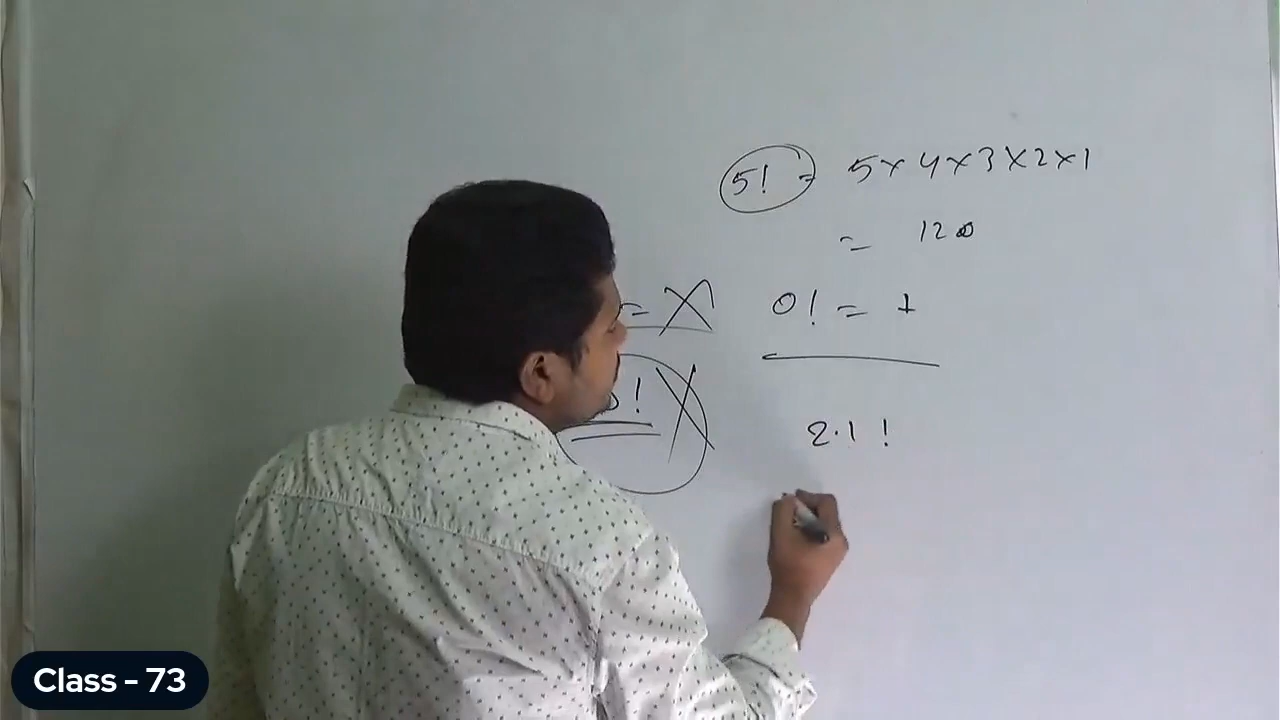 5! = 5 × 4 × 3 × 2 × 1
= 120
= X
0! = 1
!
2.1 !
Class - 73